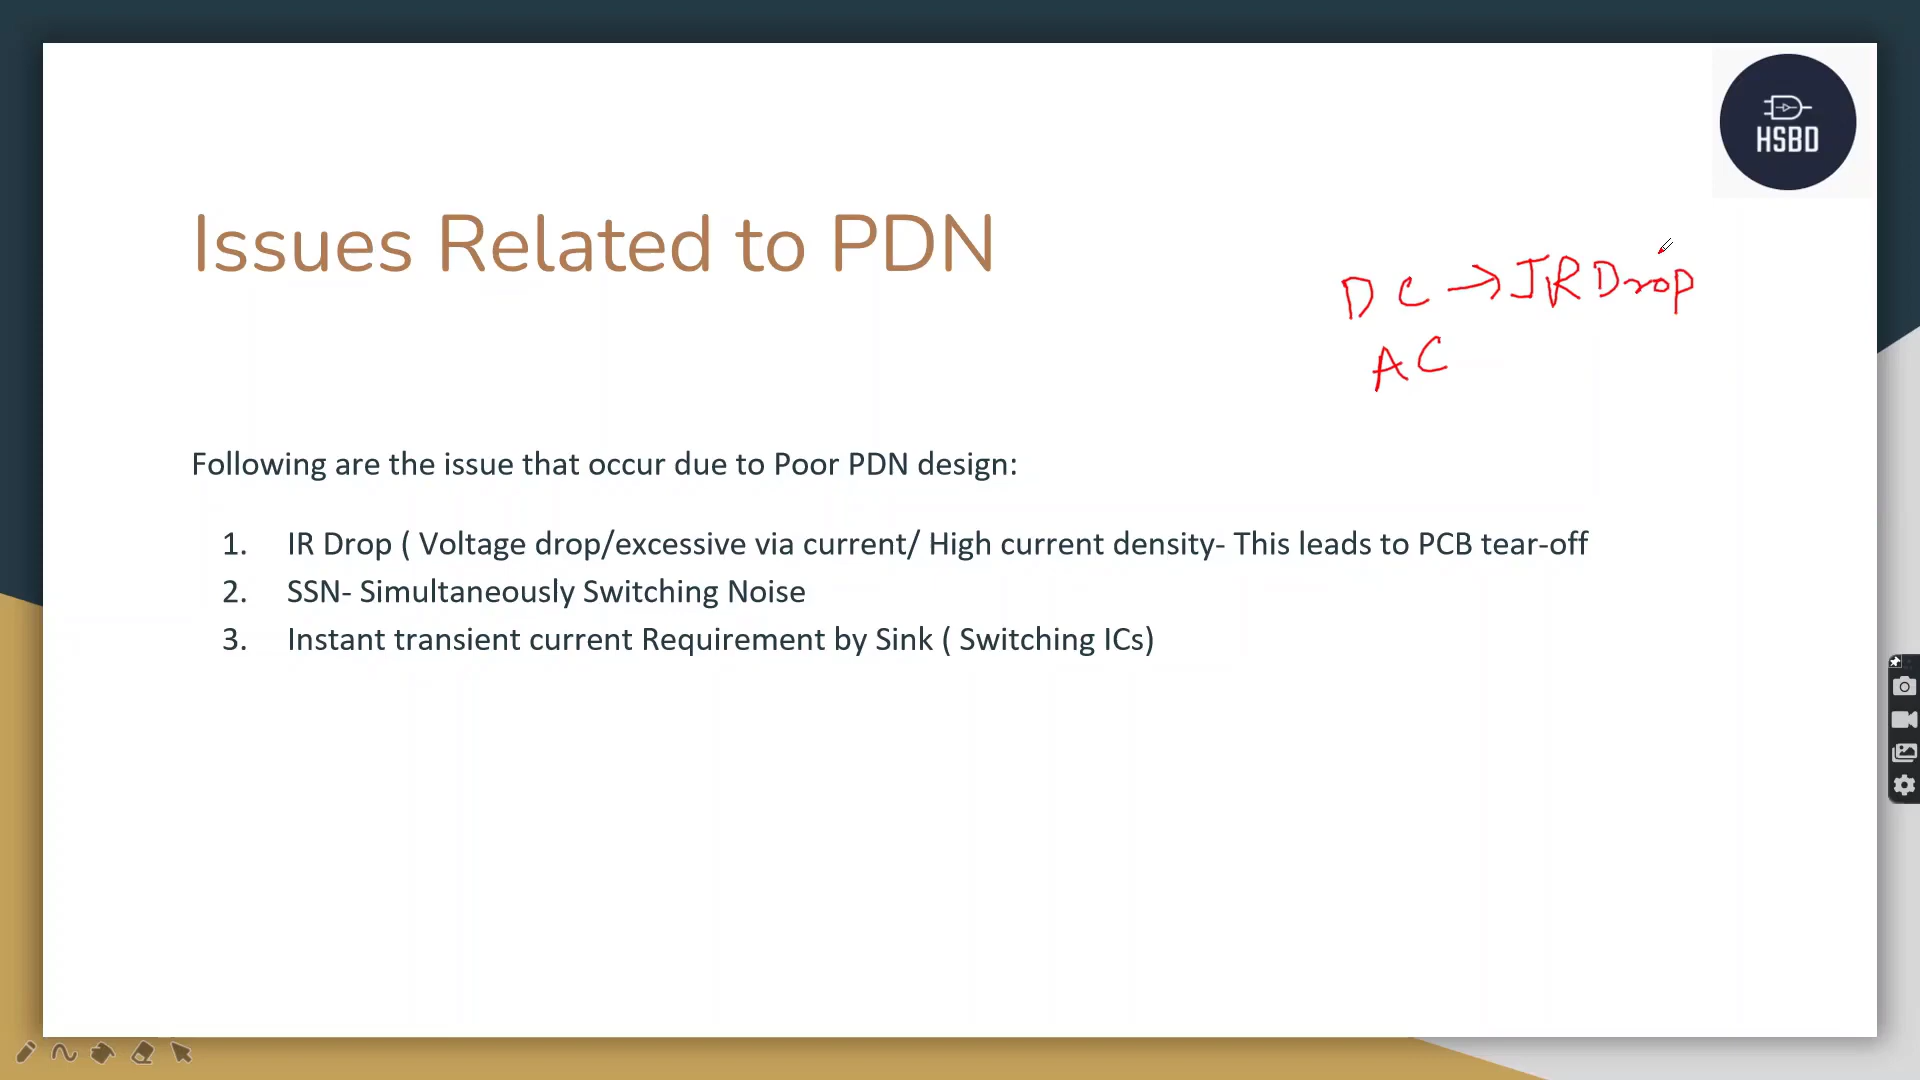 HSBD
Issues Related to PDN
DC → IR Drop
AC
Following are the issue that occur due to Poor PDN design:
1. IR Drop ( Voltage drop/excessive via current/ High current density- This leads to PCB tear-off
2. SSN- Simultaneously Switching Noise
3. Instant transient current Requirement by Sink ( Switching ICs)